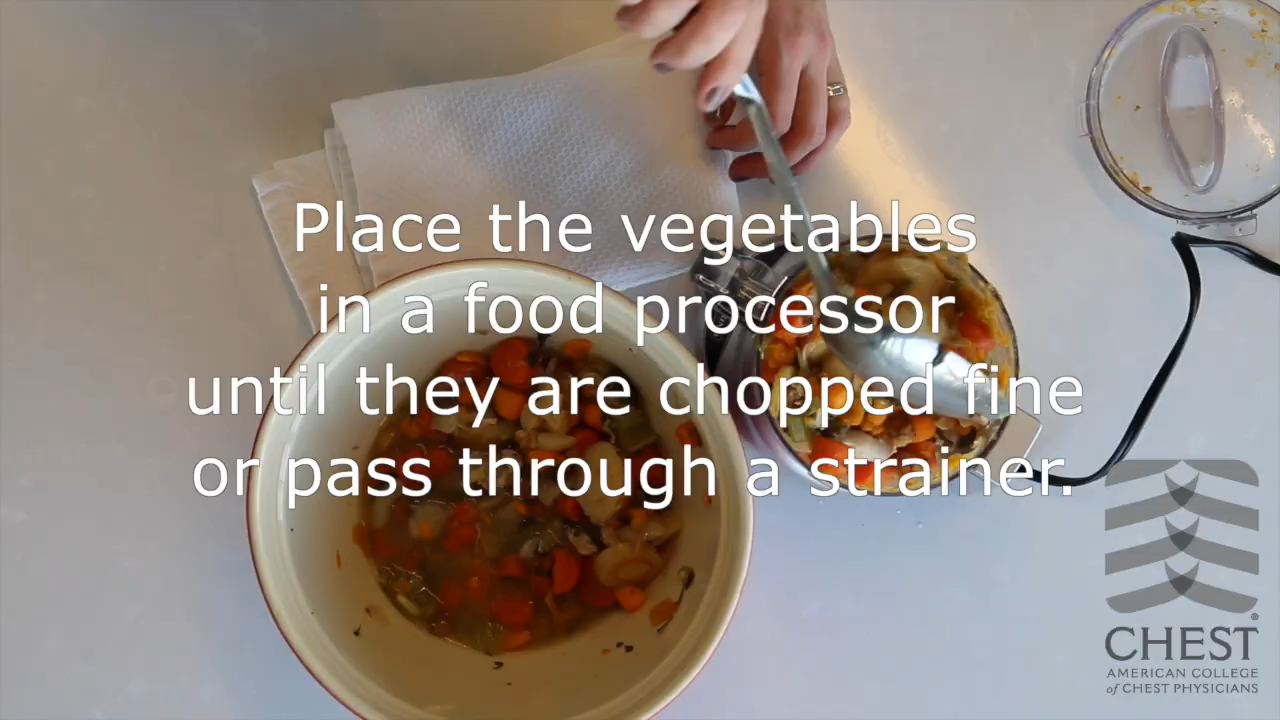 Place the vegetables
in a food processor
until they are chopped fine
or pass through a strainer.
CHEST®
AMERICAN COLLEGE
of CHEST PHYSICIANS